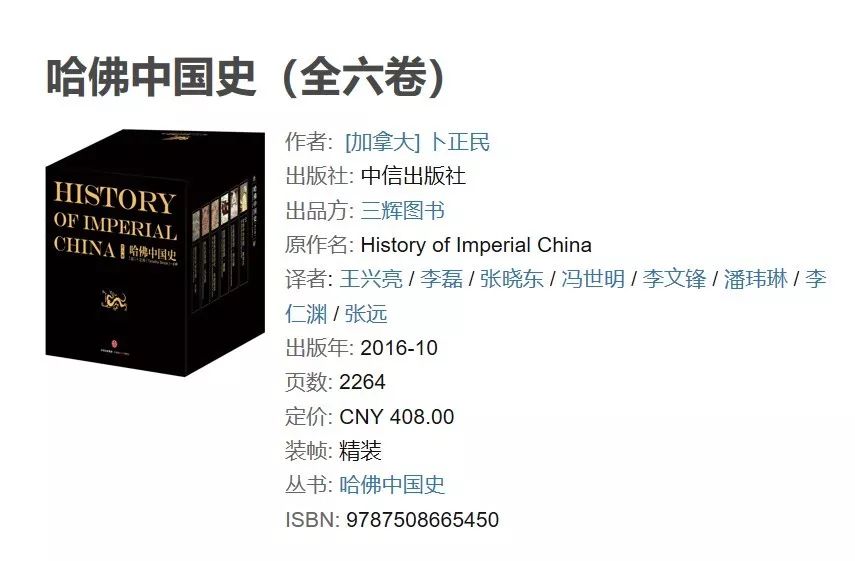 哈佛中国史（全六卷）
HISTORY
OF IMPERIAL
CHINA
哈佛中国史
作者: [加拿大] 卜正民
出版社: 中信出版社
出品方: 三辉图书
原作名: History of Imperial China
译者: 王兴亮 / 李磊 / 张晓东 / 冯世明 / 李文锋 / 潘玮琳 / 李
仁渊 / 张远
出版年: 2016-10
页数: 2264
定价: CNY 408.00
装帧: 精装
丛书: 哈佛中国史
ISBN: 9787508665450